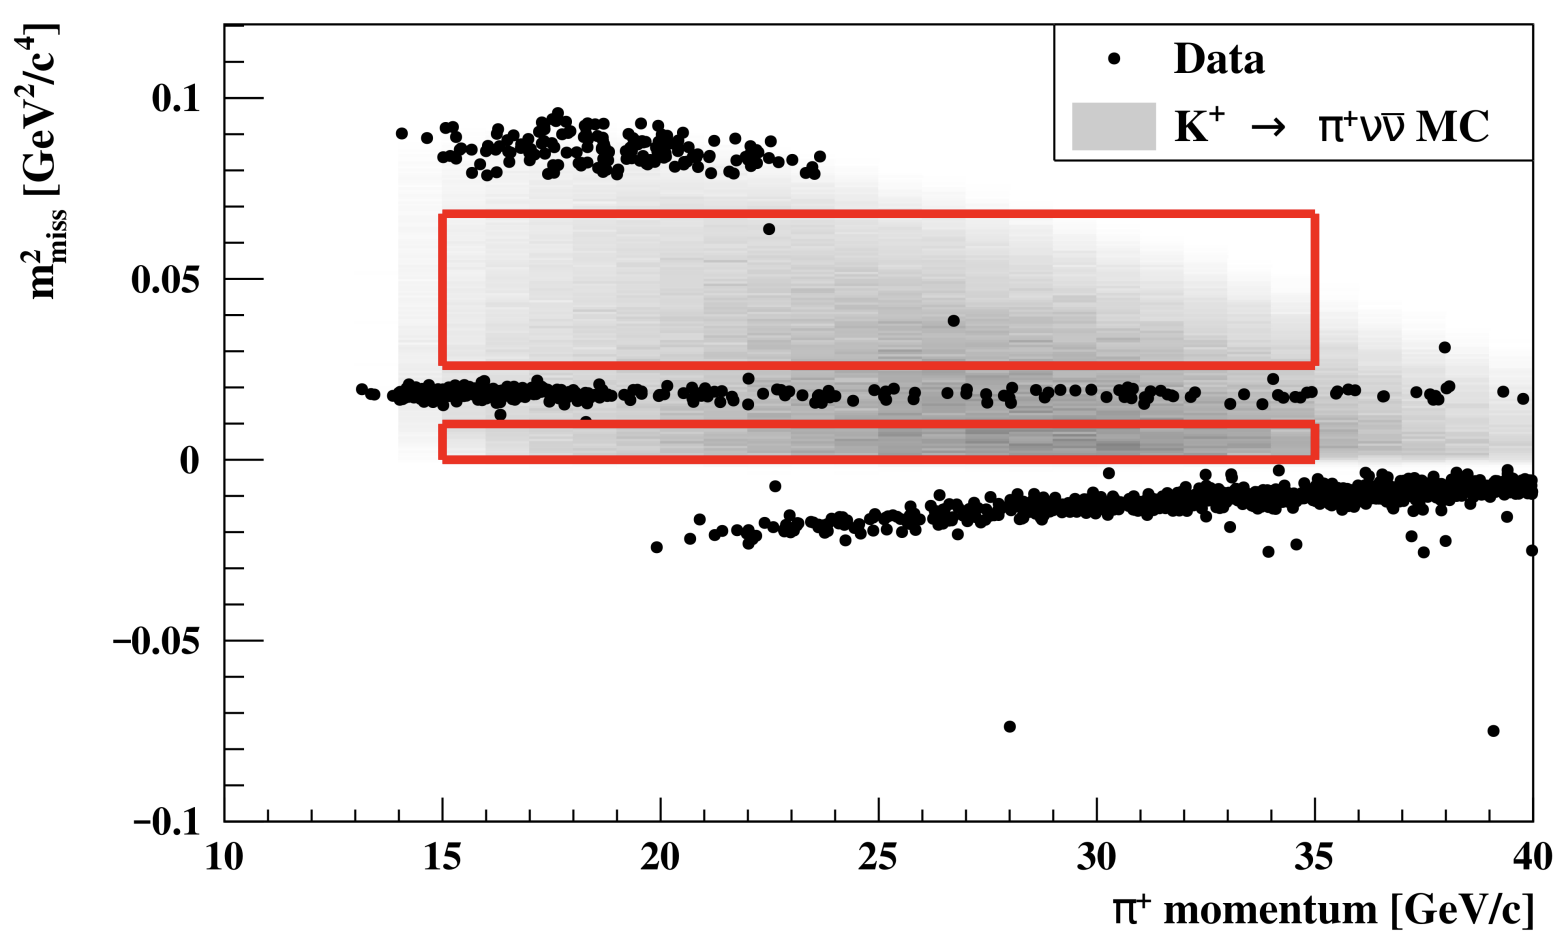 m²miss [GeV²/c⁴]
0.1
0.05
0
−0.05
−0.1
Data
K⁺ → π⁺νν̄ MC
10 15 20 25 30 35 40
π⁺ momentum [GeV/c]